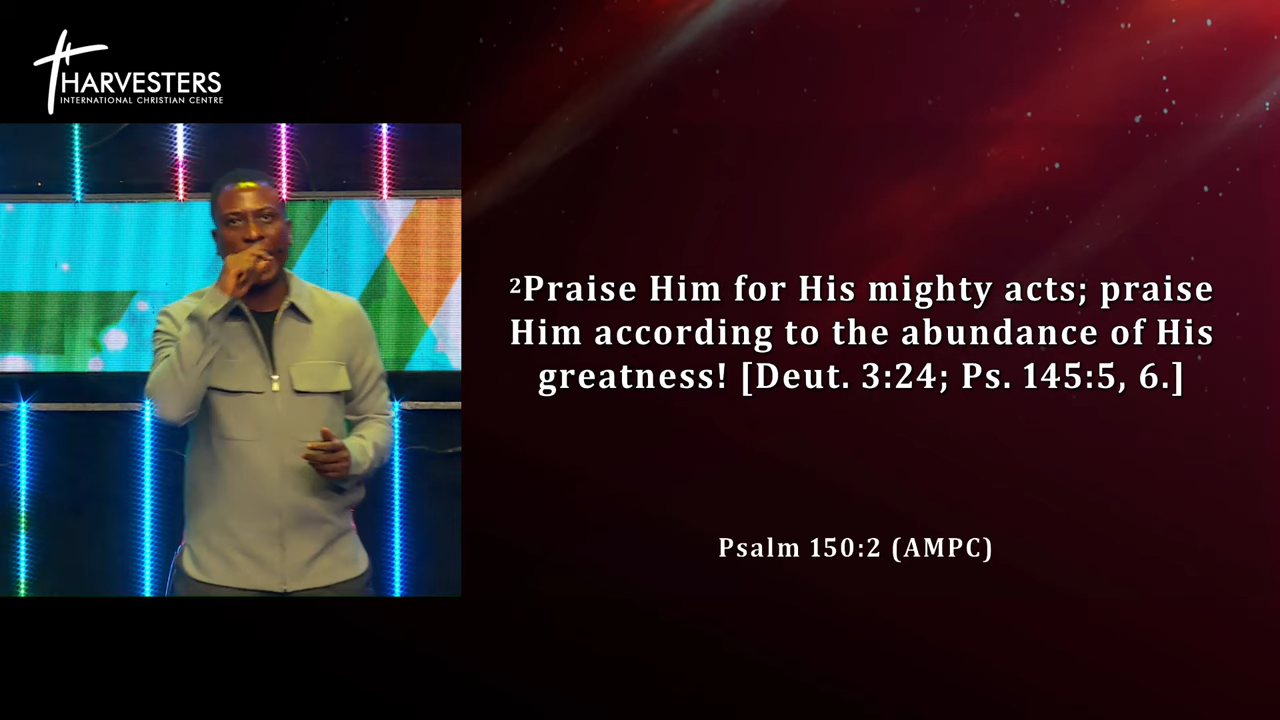 HARVESTERS
INTERNATIONAL CHRISTIAN CENTRE
²Praise Him for His mighty acts; praise
Him according to the abundance of His
greatness! [Deut. 3:24; Ps. 145:5, 6.]
Psalm 150:2 (AMPC)